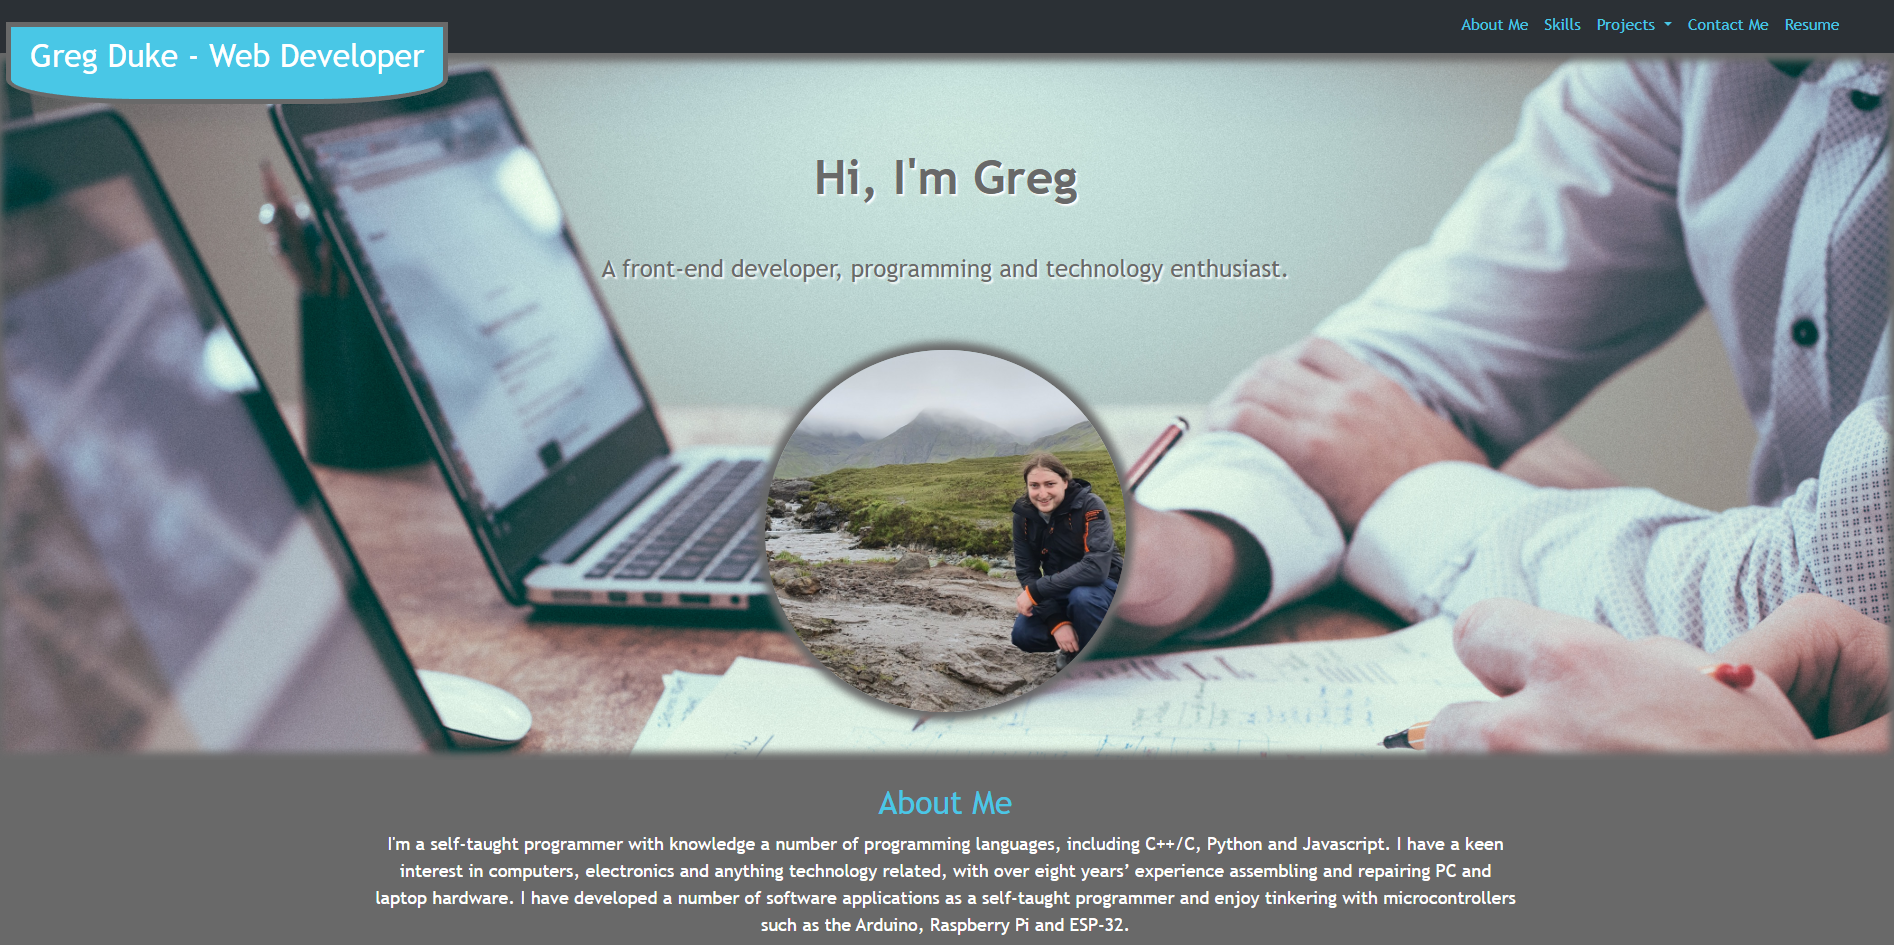 Greg Duke - Web Developer
About Me Skills Projects Contact Me Resume
Hi, I'm Greg
A front-end developer, programming and technology enthusiast.
About Me
I'm a self-taught programmer with knowledge a number of programming languages, including C++/C, Python and Javascript. I have a keen
interest in computers, electronics and anything technology related, with over eight years’ experience assembling and repairing PC and
laptop hardware. I have developed a number of software applications as a self-taught programmer and enjoy tinkering with microcontrollers
such as the Arduino, Raspberry Pi and ESP-32.